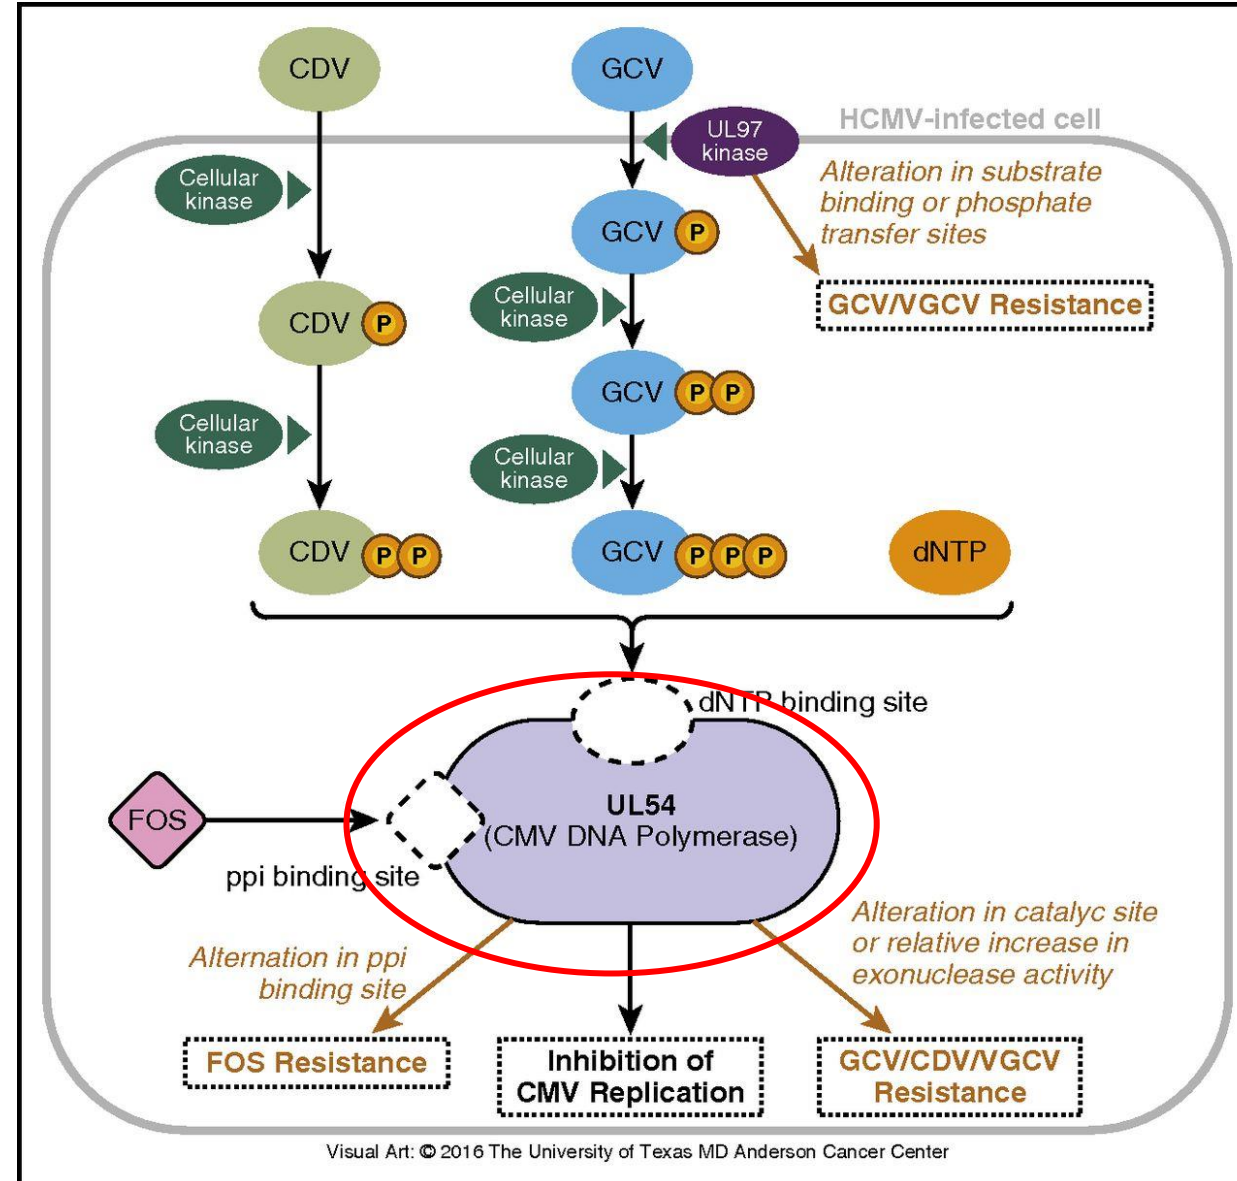 CDV
GCV
HCMV-infected cell
UL97
kinase
Cellular
kinase
Alteration in substrate
binding or phosphate
transfer sites
GCV P
Cellular
kinase
GCV/VGCV Resistance
CDV P
GCV P P
Cellular
kinase
Cellular
kinase
CDV P P
GCV P P P
dNTP
dNTP binding site
UL54
(CMV DNA Polymerase)
FOS
ppi binding site
Alternation in ppi
binding site
Alteration in catalyc site
or relative increase in
exonuclease activity
FOS Resistance
Inhibition of
CMV Replication
GCV/CDV/VGCV
Resistance
Visual Art: © 2016 The University of Texas MD Anderson Cancer Center